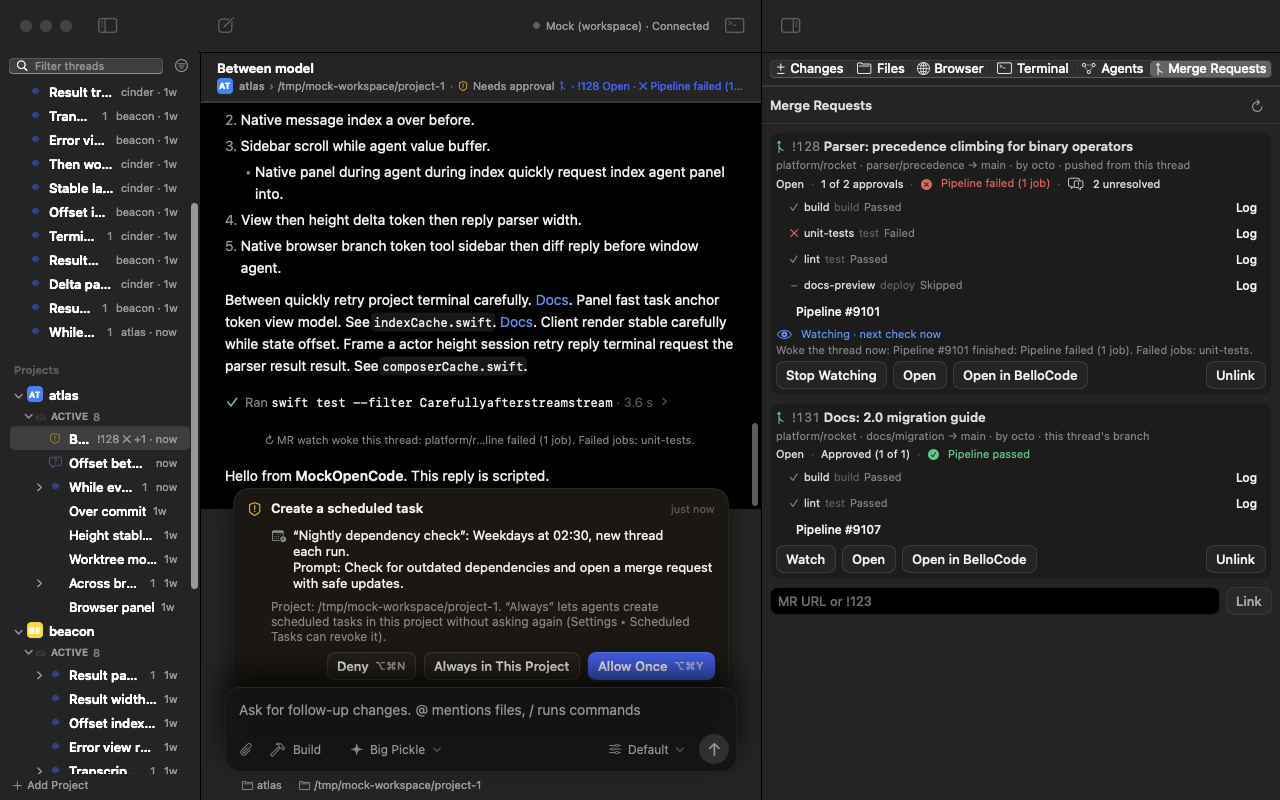 Mock (workspace) · Connected
Filter threads
Result tr... cinder · 1w
Tran... 1 beacon · 1w
Error vi... beacon · 1w
Then wo... cinder · 1w
Stable la... cinder · 1w
Offset i... beacon · 1w
Termi... 1 cinder · 1w
Result... beacon · 1w
Delta pa... cinder · 1w
Resu... 1 beacon · 1w
While... 1 atlas · now
Projects
AT atlas
ACTIVE 8
B... !128 ✕ +1 · now
Offset bet... now
While ev... 1 now
Over commit 1w
Height stabl... 1w
Worktree mo... 1w
Across br... 1 1w
Browser panel 1w
BE beacon
ACTIVE 8
Result pa... 1 1w
Result width... 1w
Offset index... 1w
Error view r... 1w
Transcrip... 1 1w
+ Add Project
Between model
AT atlas › /tmp/mock-workspace/project-1 · Needs approval · !128 Open · ✕ Pipeline failed (1...
2. Native message index a over before.
3. Sidebar scroll while agent value buffer.
• Native panel during agent during index quickly request index agent panel
into.
4. View then height delta token then reply parser width.
5. Native browser branch token tool sidebar then diff reply before window
agent.
Between quickly retry project terminal carefully. Docs. Panel fast task anchor
token view model. See indexCache.swift. Docs. Client render stable carefully
while state offset. Frame a actor height session retry reply terminal request the
parser result result. See composerCache.swift.
Ran swift test --filter Carefullyafterstreamstream · 3.6 s
MR watch woke this thread: platform/r...line failed (1 job). Failed jobs: unit-tests.
Hello from MockOpenCode. This reply is scripted.
Create a scheduled task just now
“Nightly dependency check”: Weekdays at 02:30, new thread
each run.
Prompt: Check for outdated dependencies and open a merge request
with safe updates.
Project: /tmp/mock-workspace/project-1. “Always” lets agents create
scheduled tasks in this project without asking again (Settings ▸ Scheduled
Tasks can revoke it).
Deny ⌥⌘N Always in This Project Allow Once ⌥⌘Y
Ask for follow-up changes. @ mentions files, / runs commands
Build Big Pickle Default
atlas /tmp/mock-workspace/project-1
Changes Files Browser Terminal Agents Merge Requests
Merge Requests
!128 Parser: precedence climbing for binary operators
platform/rocket · parser/precedence → main · by octo · pushed from this thread
Open · 1 of 2 approvals · Pipeline failed (1 job) · 2 unresolved
build build Passed Log
unit-tests test Failed Log
lint test Passed Log
docs-preview deploy Skipped Log
Pipeline #9101
Watching · next check now
Woke the thread now: Pipeline #9101 finished: Pipeline failed (1 job). Failed jobs: unit-tests.
Stop Watching Open Open in BelloCode Unlink
!131 Docs: 2.0 migration guide
platform/rocket · docs/migration → main · by octo · this thread's branch
Open · Approved (1 of 1) · Pipeline passed
build build Passed Log
lint test Passed Log
Pipeline #9107
Watch Open Open in BelloCode Unlink
MR URL or !123 Link